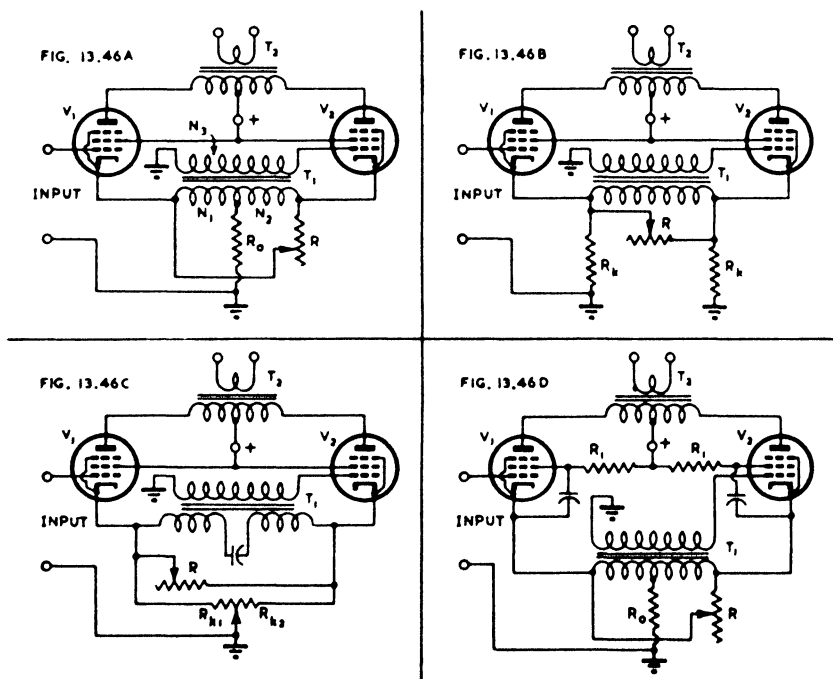 FIG. 13.46A
T₂
V₁
V₂
+
N₃
T₁
INPUT
N₁
N₂
R₀
R
FIG. 13.46B
T₂
V₁
V₂
+
T₁
INPUT
R
Rₖ
Rₖ
FIG. 13.46C
T₂
V₁
V₂
+
T₁
INPUT
R
Rₖ₁
Rₖ₂
FIG. 13.46D
T₂
V₁
V₂
R₁
+
R₁
INPUT
T₁
R₀
R